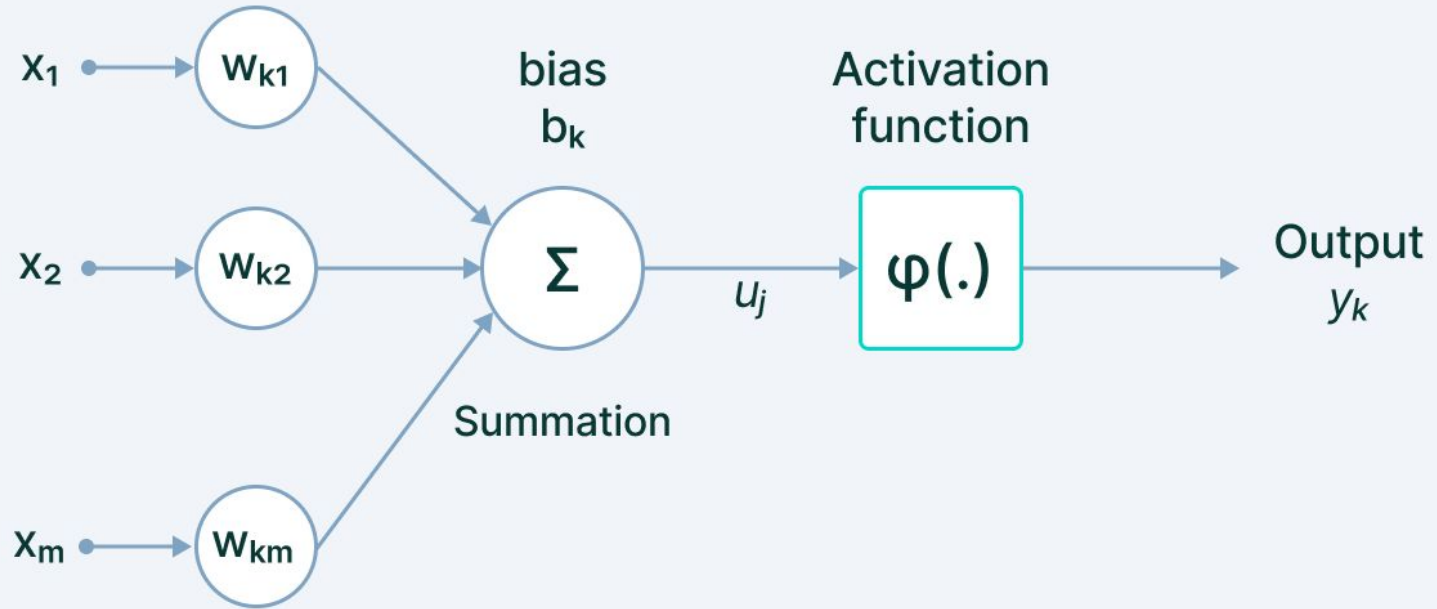 x₁
wₖ₁
bias
bₖ
Activation
function
x₂
wₖ₂
Σ
uⱼ
φ(.)
Output
yₖ
Summation
xₘ
wₖₘ